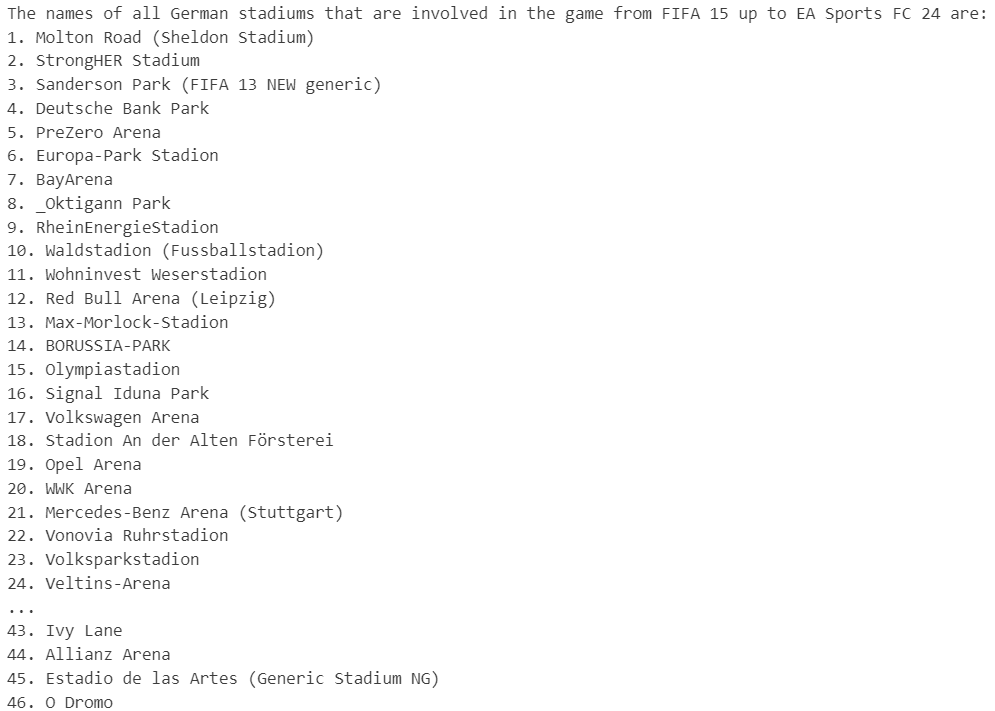 The names of all German stadiums that are involved in the game from FIFA 15 up to EA Sports FC 24 are:
1. Molton Road (Sheldon Stadium)
2. StrongHER Stadium
3. Sanderson Park (FIFA 13 NEW generic)
4. Deutsche Bank Park
5. PreZero Arena
6. Europa-Park Stadion
7. BayArena
8. _Oktigann Park
9. RheinEnergieStadion
10. Waldstadion (Fussballstadion)
11. Wohninvest Weserstadion
12. Red Bull Arena (Leipzig)
13. Max-Morlock-Stadion
14. BORUSSIA-PARK
15. Olympiastadion
16. Signal Iduna Park
17. Volkswagen Arena
18. Stadion An der Alten Försterei
19. Opel Arena
20. WWK Arena
21. Mercedes-Benz Arena (Stuttgart)
22. Vonovia Ruhrstadion
23. Volksparkstadion
24. Veltins-Arena
...
43. Ivy Lane
44. Allianz Arena
45. Estadio de las Artes (Generic Stadium NG)
46. O Dromo